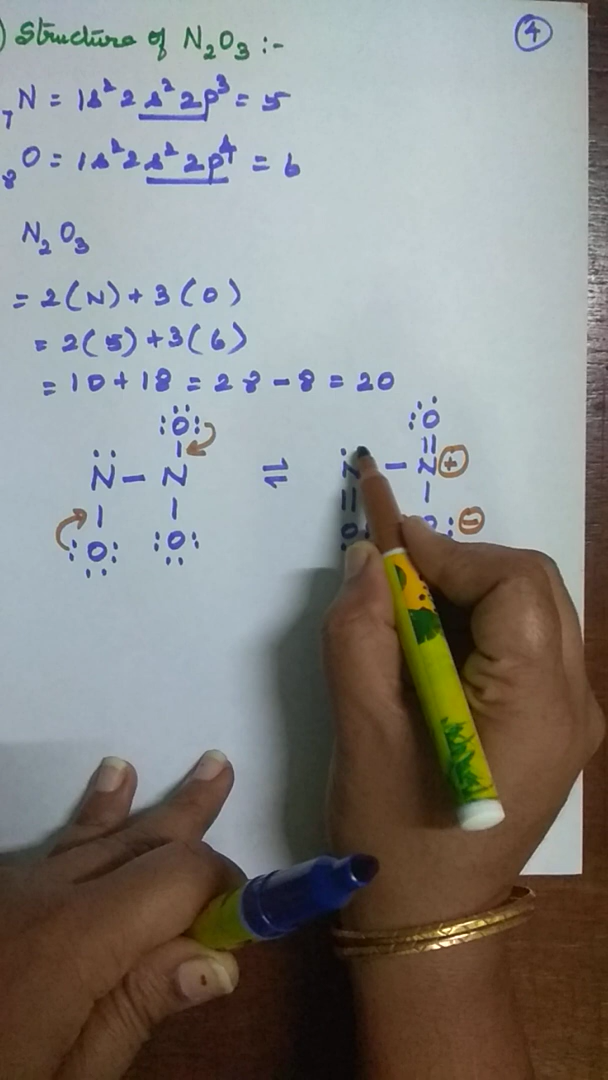 ) Structure of N₂O₃ :-
④
₇N = 1s² 2s² 2p³ = 5
₈O = 1s² 2s² 2p⁴ = 6
N₂O₃
= 2(N) + 3(O)
= 2(5) + 3(6)
= 10 + 18 = 28 - 8 = 20
:Ö: :O
| ||
N̈ - N ⇌ N̈ - N ⊕
| | || |
:O: :O: O O: ⊖